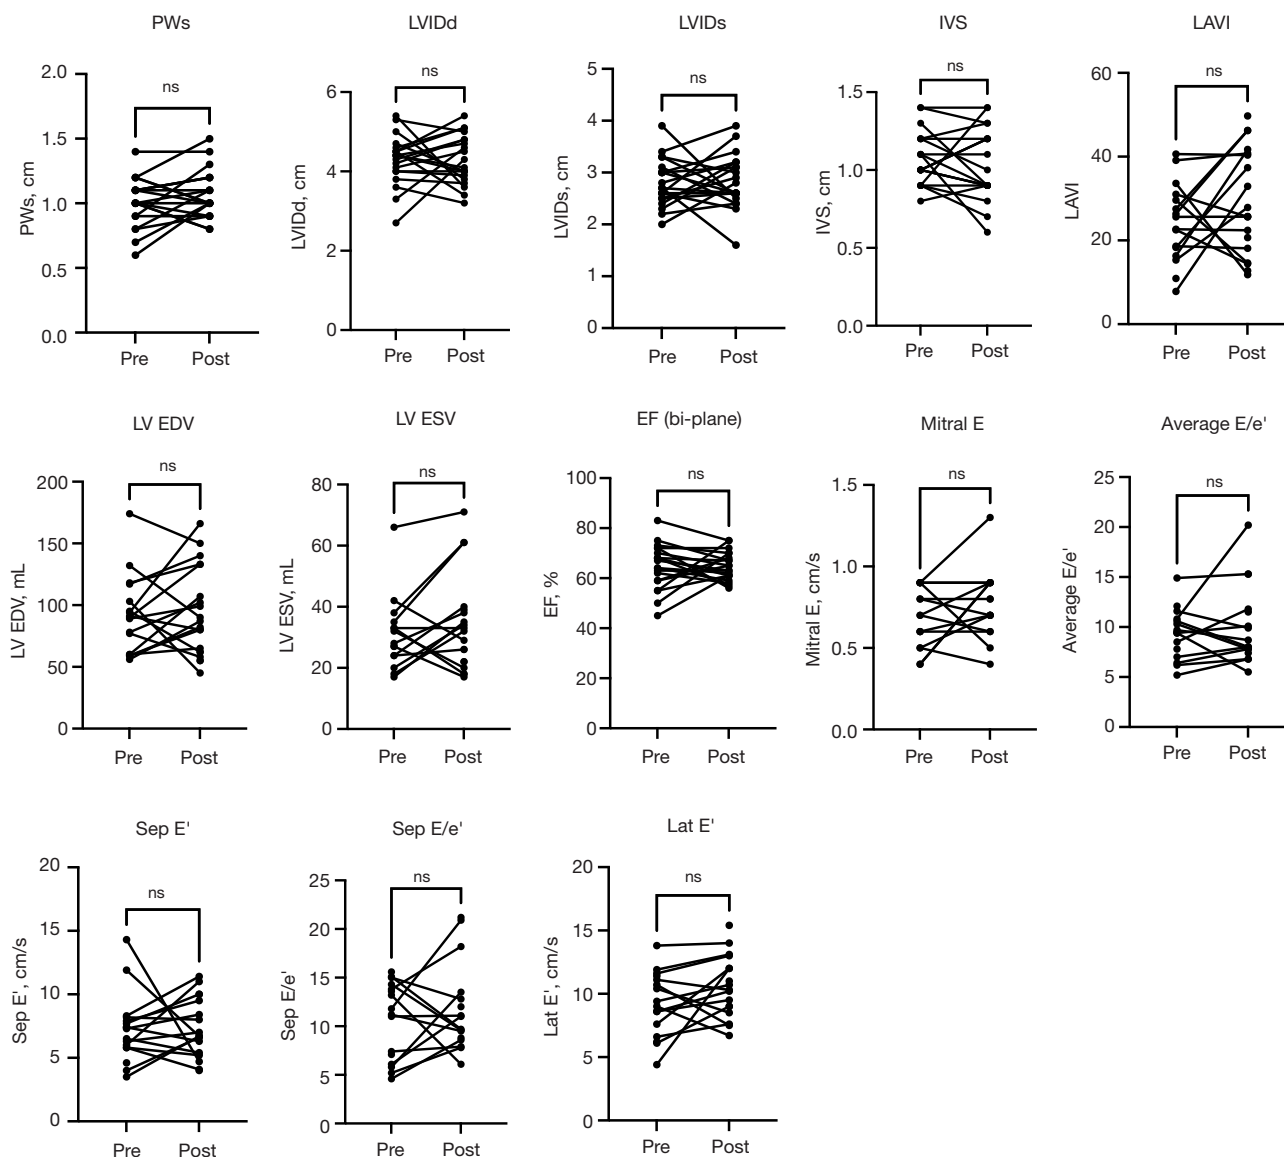 PWs
LVIDd
LVIDs
IVS
LAVI
ns
ns
ns
ns
ns
PWs, cm
2.0
1.5
1.0
0.5
0.0
Pre
Post
LVIDd, cm
6
4
2
0
Pre
Post
LVIDs, cm
5
4
3
2
1
0
Pre
Post
IVS, cm
1.5
1.0
0.5
0.0
Pre
Post
LAVI
60
40
20
0
Pre
Post
LV EDV
LV ESV
EF (bi-plane)
Mitral E
Average E/e'
ns
ns
ns
ns
ns
LV EDV, mL
200
150
100
50
0
Pre
Post
LV ESV, mL
80
60
40
20
0
Pre
Post
EF, %
100
80
60
40
20
0
Pre
Post
Mitral E, cm/s
1.5
1.0
0.5
0.0
Pre
Post
Average E/e'
25
20
15
10
5
0
Pre
Post
Sep E'
Sep E/e'
Lat E'
ns
ns
ns
Sep E', cm/s
20
15
10
5
0
Pre
Post
Sep E/e'
25
20
15
10
5
0
Pre
Post
Lat E', cm/s
20
15
10
5
0
Pre
Post